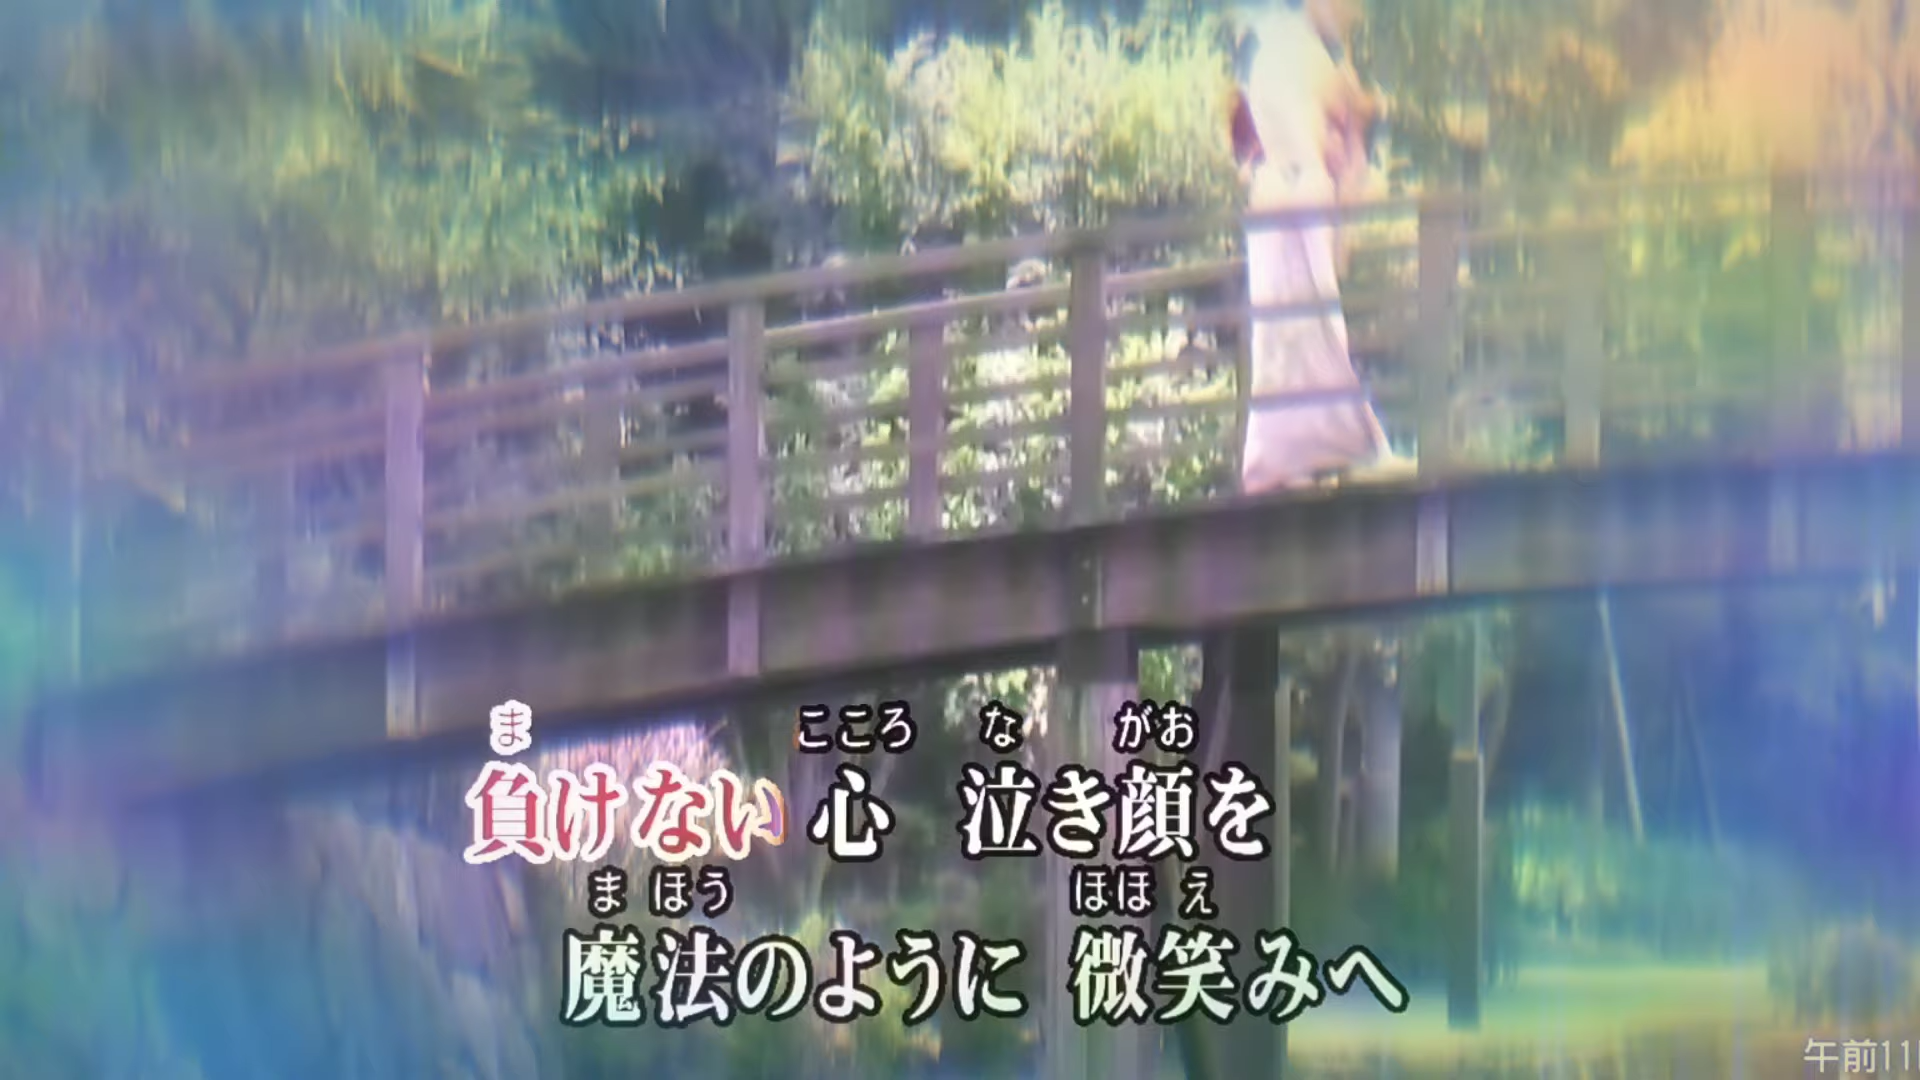 ま こころ な がお
負けない心 泣き顔を
ま ほう ほほ え
魔法のように 微笑みへ
午前11